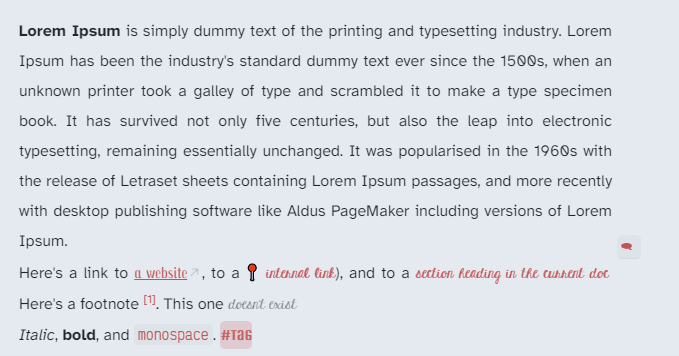 Lorem Ipsum is simply dummy text of the printing and typesetting industry. Lorem
Ipsum has been the industry's standard dummy text ever since the 1500s, when an
unknown printer took a galley of type and scrambled it to make a type specimen
book. It has survived not only five centuries, but also the leap into electronic
typesetting, remaining essentially unchanged. It was popularised in the 1960s with
the release of Letraset sheets containing Lorem Ipsum passages, and more recently
with desktop publishing software like Aldus PageMaker including versions of Lorem
Ipsum.
Here's a link to a website, to a internal link), and to a section heading in the current doc
Here's a footnote [1]. This one doesnt exist
Italic, bold, and monospace. #Tag